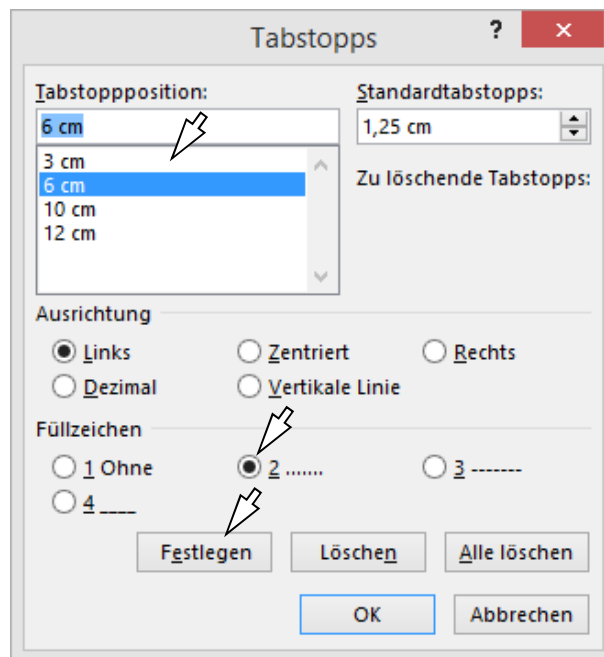 Tabstopps ? ×
Tabstoppposition: Standardtabstopps:
6 cm 1,25 cm
3 cm Zu löschende Tabstopps:
6 cm
10 cm
12 cm
Ausrichtung
Links Zentriert Rechts
Dezimal Vertikale Linie
Füllzeichen
1 Ohne 2 ....... 3 -------
4 ____
Festlegen Löschen Alle löschen
OK Abbrechen